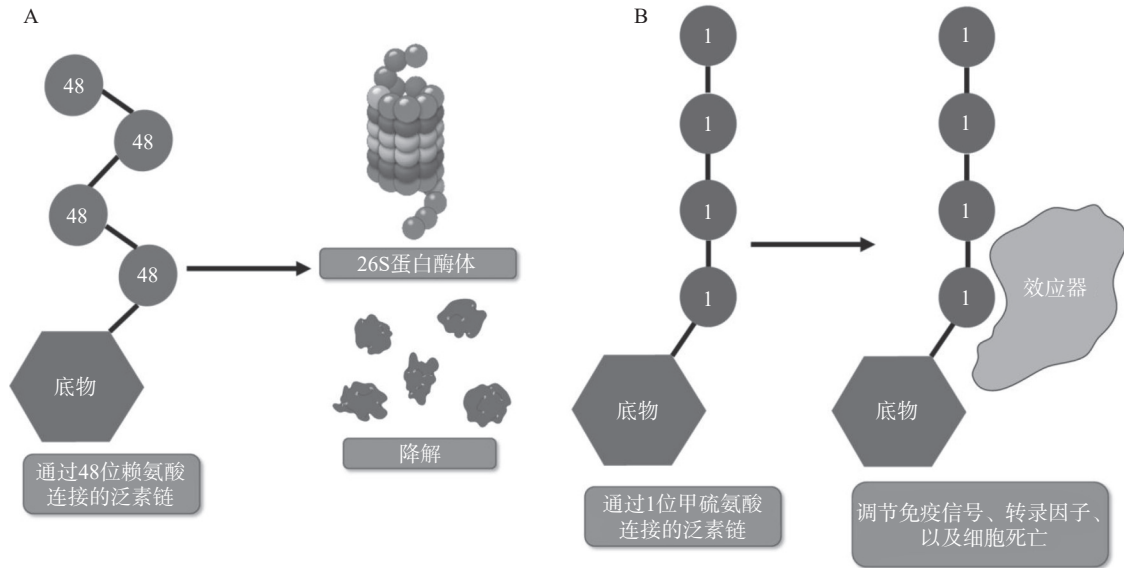 A
48
48
48
48
底物
通过48位赖氨酸
连接的泛素链
26S蛋白酶体
降解
B
1
1
1
1
底物
通过1位甲硫氨酸
连接的泛素链
1
1
1
1
效应器
底物
调节免疫信号、转录因子、
以及细胞死亡